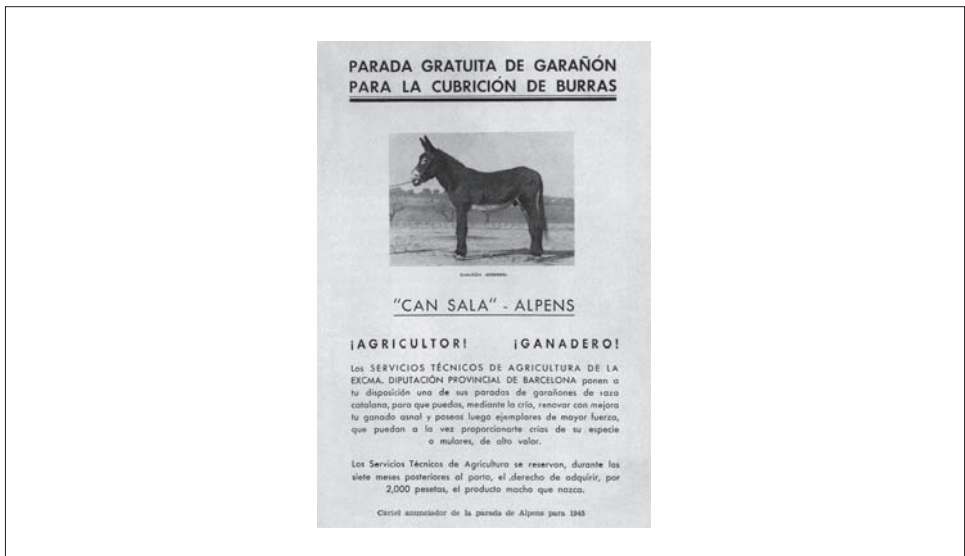 PARADA GRATUITA DE GARAÑÓN
PARA LA CUBRICIÓN DE BURRAS
GARAÑÓN
"CAN SALA" - ALPENS
¡AGRICULTOR! ¡GANADERO!
Los SERVICIOS TÉCNICOS DE AGRICULTURA DE LA
EXCMA. DIPUTACIÓN PROVINCIAL DE BARCELONA ponen a
tu disposición una de sus paradas de garañones de raza
catalana, para que puedas, mediante la cría, renovar con mejora
tu ganado asnal y poseas luego ejemplares de mayor fuerza,
que puedan a la vez proporcionarte crías de su especie
o mulares, de alto valor.
Los Servicios Técnicos de Agricultura se reservan, durante los
siete meses posteriores al parto, el derecho de adquirir, por
2,000 pesetas, el producto macho que nazca.
Cartel anunciador de la parada de Alpens para 1945